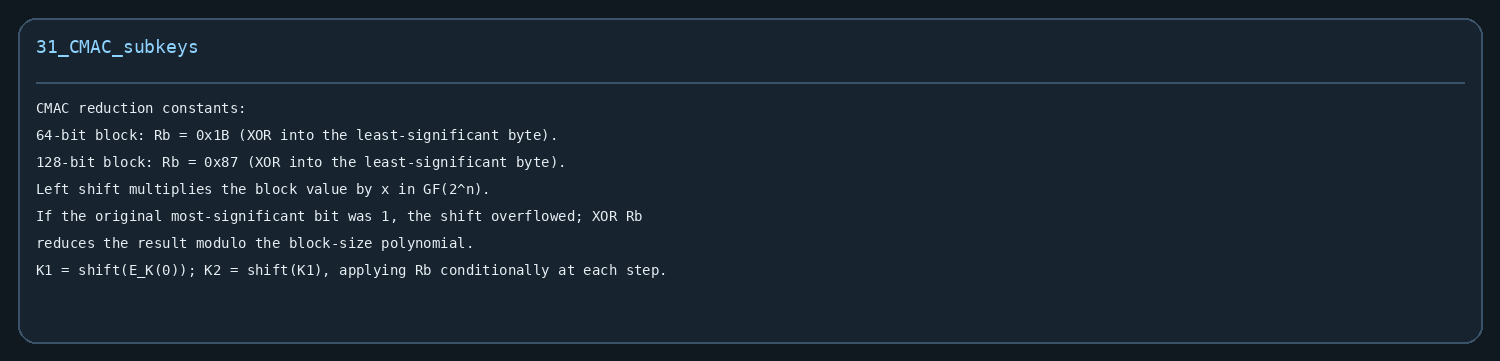 31_CMAC_subkeys
CMAC reduction constants:
64-bit block: Rb = 0x1B (XOR into the least-significant byte).
128-bit block: Rb = 0x87 (XOR into the least-significant byte).
Left shift multiplies the block value by x in GF(2^n).
If the original most-significant bit was 1, the shift overflowed; XOR Rb
reduces the result modulo the block-size polynomial.
K1 = shift(E_K(0)); K2 = shift(K1), applying Rb conditionally at each step.